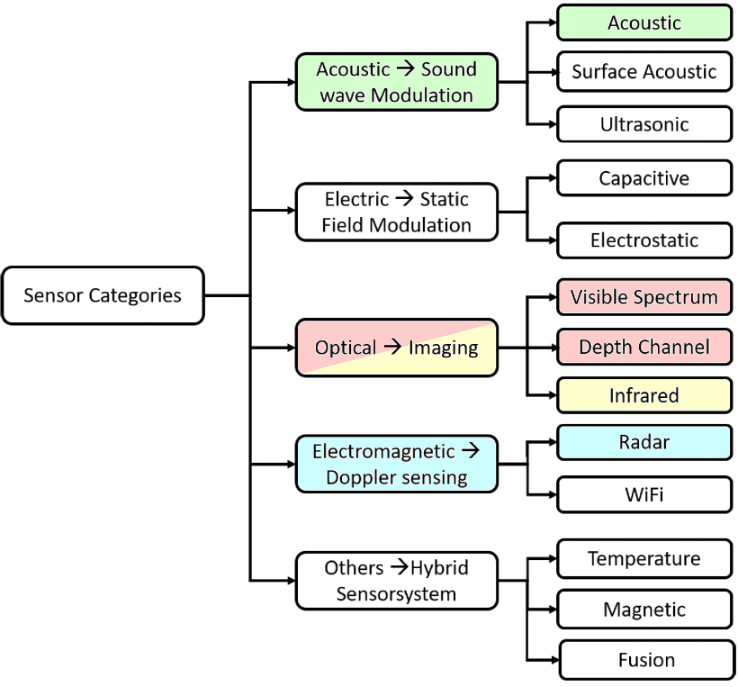 Sensor Categories
Acoustic → Sound
wave Modulation
Acoustic
Surface Acoustic
Ultrasonic
Electric → Static
Field Modulation
Capacitive
Electrostatic
Optical → Imaging
Visible Spectrum
Depth Channel
Infrared
Electromagnetic →
Doppler sensing
Radar
WiFi
Others →Hybrid
Sensorsystem
Temperature
Magnetic
Fusion